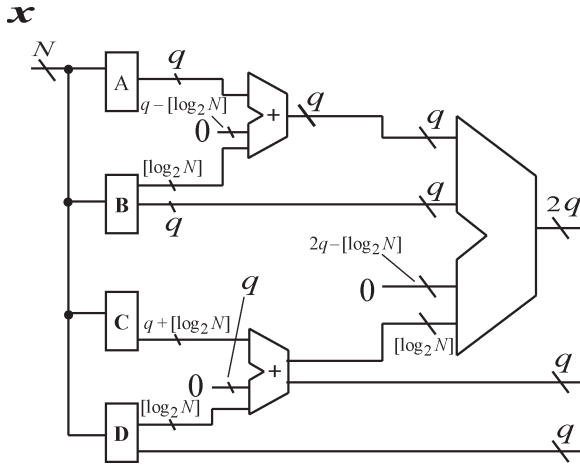 x
N
A
q
q – [log₂ N]
0
+
q
q
[log₂ N]
B
q
q
2q
2q – [log₂ N]
0
C
q + [log₂ N]
q
[log₂ N]
+
0
q
D
[log₂ N]
q